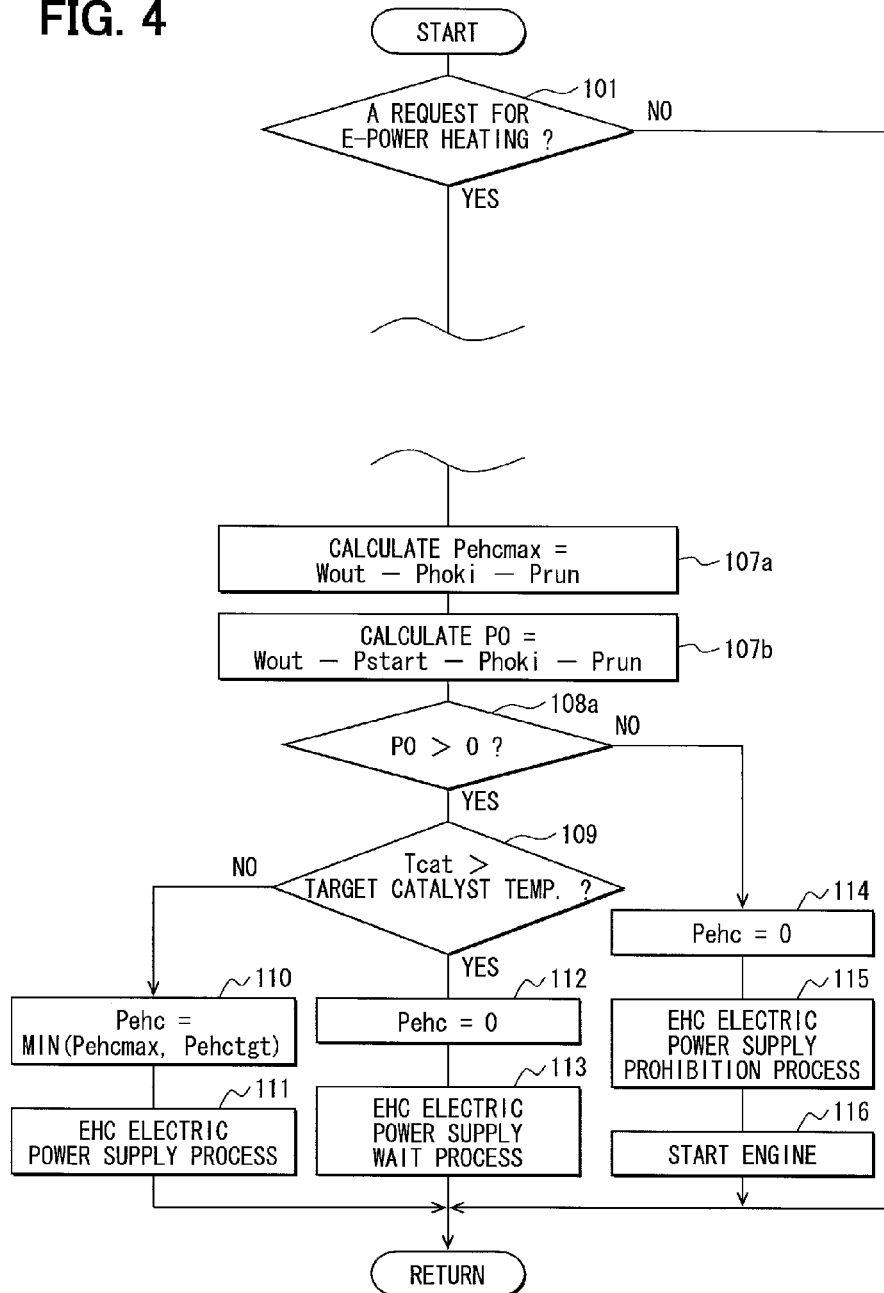 FIG. 4
START
101
A REQUEST FOR
E-POWER HEATING ?
NO
YES
CALCULATE Pehcmax =
Wout — Phoki — Prun
107a
CALCULATE PO =
Wout — Pstart — Phoki — Prun
107b
108a
PO > 0 ?
NO
YES
109
Tcat >
TARGET CATALYST TEMP. ?
NO
YES
110
Pehc =
MIN(Pehcmax, Pehctgt)
111
EHC ELECTRIC
POWER SUPPLY PROCESS
112
Pehc = 0
113
EHC ELECTRIC
POWER SUPPLY
WAIT PROCESS
114
Pehc = 0
115
EHC ELECTRIC
POWER SUPPLY
PROHIBITION PROCESS
116
START ENGINE
RETURN